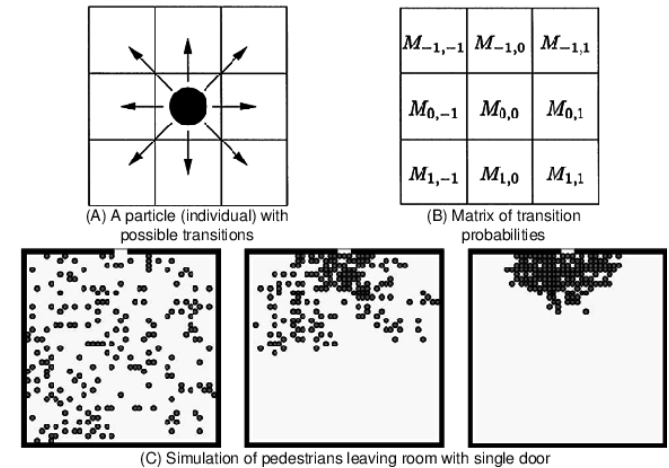 M₋₁,₋₁ M₋₁,₀ M₋₁,₁
M₀,₋₁ M₀,₀ M₀,₁
M₁,₋₁ M₁,₀ M₁,₁
(A) A particle (individual) with
possible transitions
(B) Matrix of transition
probabilities
(C) Simulation of pedestrians leaving room with single door